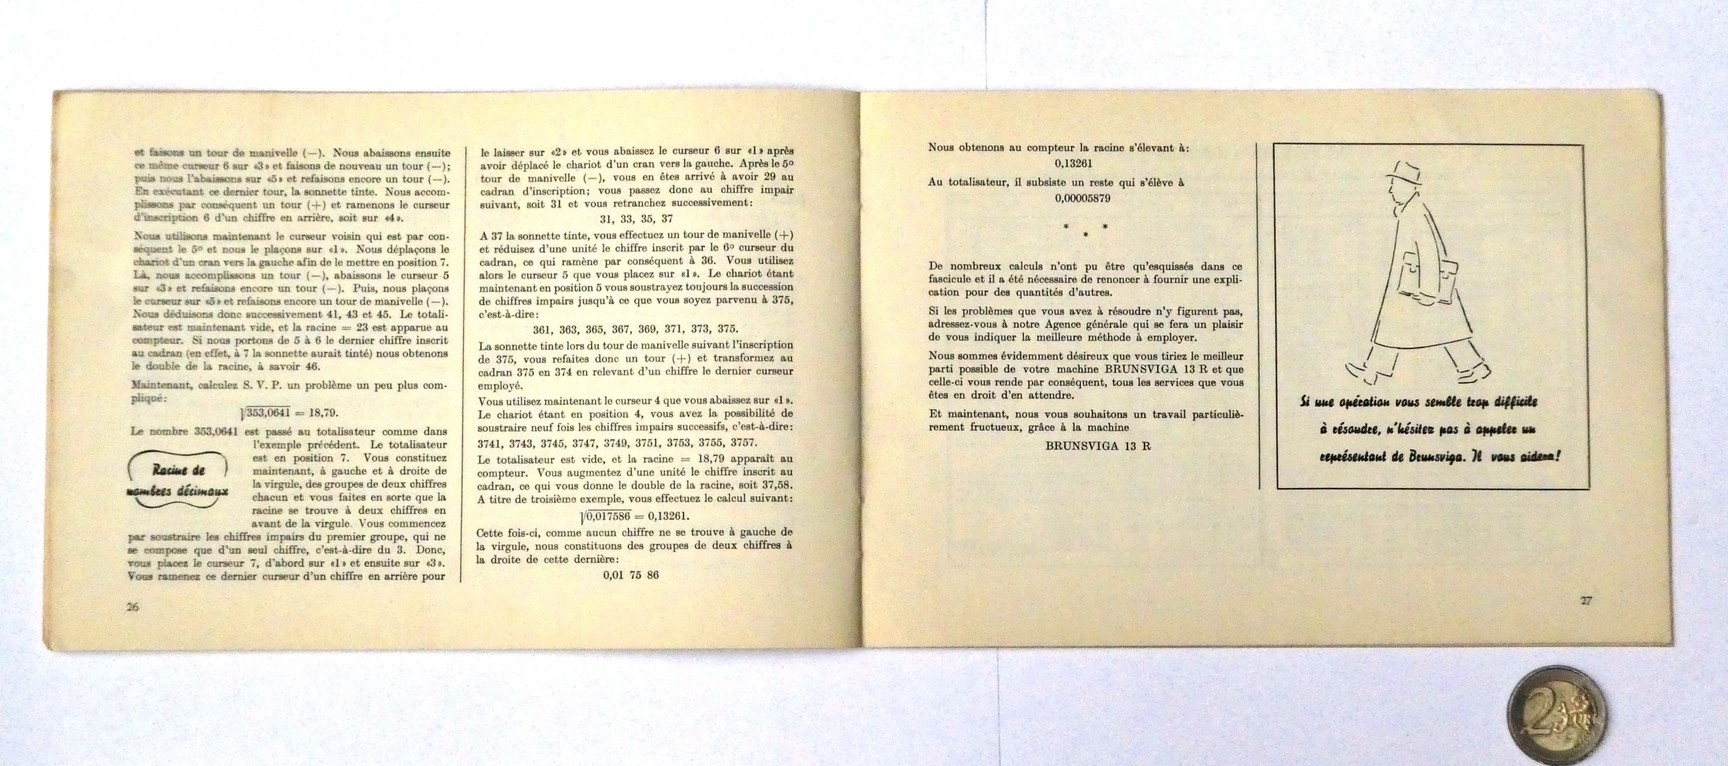 et faisons un tour de manivelle (—). Nous abaissons ensuite
ce même curseur 6 sur «3» et faisons de nouveau un tour (—);
puis nous l'abaissons sur «5» et refaisons encore un tour (—).
En exécutant ce dernier tour, la sonnette tinte. Nous accom-
plissons par conséquent un tour (+) et ramenons le curseur
d'inscription 6 d'un chiffre en arrière, soit sur «4».
Nous utilisons maintenant le curseur voisin qui est par con-
séquent le 5º et nous le plaçons sur «1». Nous déplaçons le
chariot d'un cran vers la gauche afin de le mettre en position 7.
Là, nous accomplissons un tour (—), abaissons le curseur 5
sur «3» et refaisons encore un tour (—). Puis, nous plaçons
le curseur sur «5» et refaisons encore un tour de manivelle (—).
Nous déduisons donc successivement 41, 43 et 45. Le totali-
sateur est maintenant vide, et la racine = 23 est apparue au
compteur. Si nous portons de 5 à 6 le dernier chiffre inscrit
au cadran (en effet, à 7 la sonnette aurait tinté) nous obtenons
le double de la racine, à savoir 46.
Maintenant, calculez S. V. P. un problème un peu plus com-
pliqué:
√353,0641 = 18,79.
Le nombre 353,0641 est passé au totalisateur comme dans
l'exemple précédent. Le totalisateur
est en position 7. Vous constituez
maintenant, à gauche et à droite de
la virgule, des groupes de deux chiffres
chacun et vous faites en sorte que la
racine se trouve à deux chiffres en
avant de la virgule. Vous commencez
Racine de
nombres décimaux
par soustraire les chiffres impairs du premier groupe, qui ne
se compose que d'un seul chiffre, c'est-à-dire du 3. Donc,
vous placez le curseur 7, d'abord sur «1» et ensuite sur «3».
Vous ramenez ce dernier curseur d'un chiffre en arrière pour
26
le laisser sur «2» et vous abaissez le curseur 6 sur «1» après
avoir déplacé le chariot d'un cran vers la gauche. Après le 5º
tour de manivelle (—), vous en êtes arrivé à avoir 29 au
cadran d'inscription; vous passez donc au chiffre impair
suivant, soit 31 et vous retranchez successivement:
31, 33, 35, 37
A 37 la sonnette tinte, vous effectuez un tour de manivelle (+)
et réduisez d'une unité le chiffre inscrit par le 6º curseur du
cadran, ce qui ramène par conséquent à 36. Vous utilisez
alors le curseur 5 que vous placez sur «1». Le chariot étant
maintenant en position 5 vous soustrayez toujours la succession
de chiffres impairs jusqu'à ce que vous soyez parvenu à 375,
c'est-à-dire:
361, 363, 365, 367, 369, 371, 373, 375.
La sonnette tinte lors du tour de manivelle suivant l'inscription
de 375, vous refaites donc un tour (+) et transformez au
cadran 375 en 374 en relevant d'un chiffre le dernier curseur
employé.
Vous utilisez maintenant le curseur 4 que vous abaissez sur «1».
Le chariot étant en position 4, vous avez la possibilité de
soustraire neuf fois les chiffres impairs successifs, c'est-à-dire:
3741, 3743, 3745, 3747, 3749, 3751, 3753, 3755, 3757.
Le totalisateur est vide, et la racine = 18,79 apparaît au
compteur. Vous augmentez d'une unité le chiffre inscrit au
cadran, ce qui vous donne le double de la racine, soit 37,58.
A titre de troisième exemple, vous effectuez le calcul suivant:
√0,017586 = 0,13261.
Cette fois-ci, comme aucun chiffre ne se trouve à gauche de
la virgule, nous constituons des groupes de deux chiffres à
la droite de cette dernière:
0,01 75 86
Nous obtenons au compteur la racine s'élevant à:
0,13261
Au totalisateur, il subsiste un reste qui s'élève à
0,00005879
* * *
De nombreux calculs n'ont pu être qu'esquissés dans ce
fascicule et il a été nécessaire de renoncer à fournir une expli-
cation pour des quantités d'autres.
Si les problèmes que vous avez à résoudre n'y figurent pas,
adressez-vous à notre Agence générale qui se fera un plaisir
de vous indiquer la meilleure méthode à employer.
Nous sommes évidemment désireux que vous tiriez le meilleur
parti possible de votre machine BRUNSVIGA 13 R et que
celle-ci vous rende par conséquent, tous les services que vous
êtes en droit d'en attendre.
Et maintenant, nous vous souhaitons un travail particuliè-
rement fructueux, grâce à la machine
BRUNSVIGA 13 R
Si une opération vous semble trop difficile
à résoudre, n'hésitez pas à appeler un
représentant de Brunsviga. Il vous aidera!
27
2
EURO